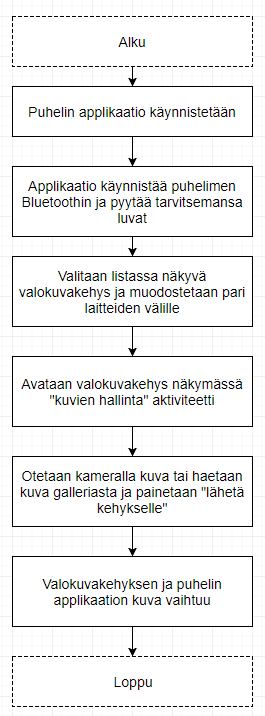 Alku
Puhelin applikaatio käynnistetään
Applikaatio käynnistää puhelimen
Bluetoothin ja pyytää tarvitsemansa
luvat
Valitaan listassa näkyvä
valokuvakehys ja muodostetaan pari
laitteiden välille
Avataan valokuvakehys näkymässä
"kuvien hallinta" aktiviteetti
Otetaan kameralla kuva tai haetaan
kuva galleriasta ja painetaan "lähetä
kehykselle"
Valokuvakehyksen ja puhelin
applikaation kuva vaihtuu
Loppu